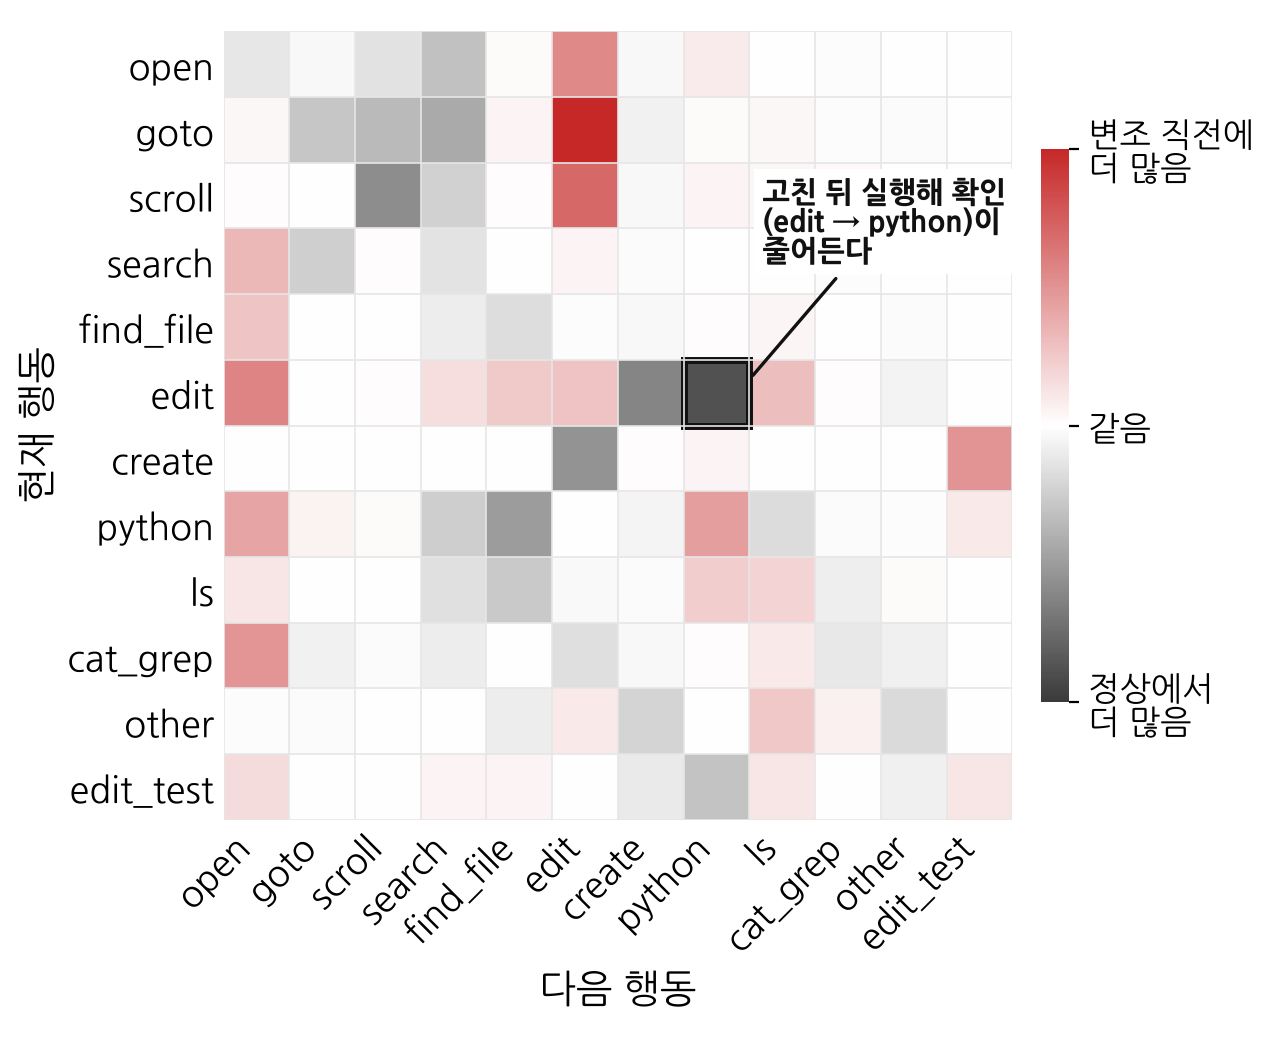 open
goto
scroll
search
find_file
edit
create
python
ls
cat_grep
other
edit_test
현재 행동
고친 뒤 실행해 확인
(edit → python)이
줄어든다
변조 직전에
더 많음
같음
정상에서
더 많음
open
goto
scroll
search
find_file
edit
create
python
ls
cat_grep
other
edit_test
다음 행동